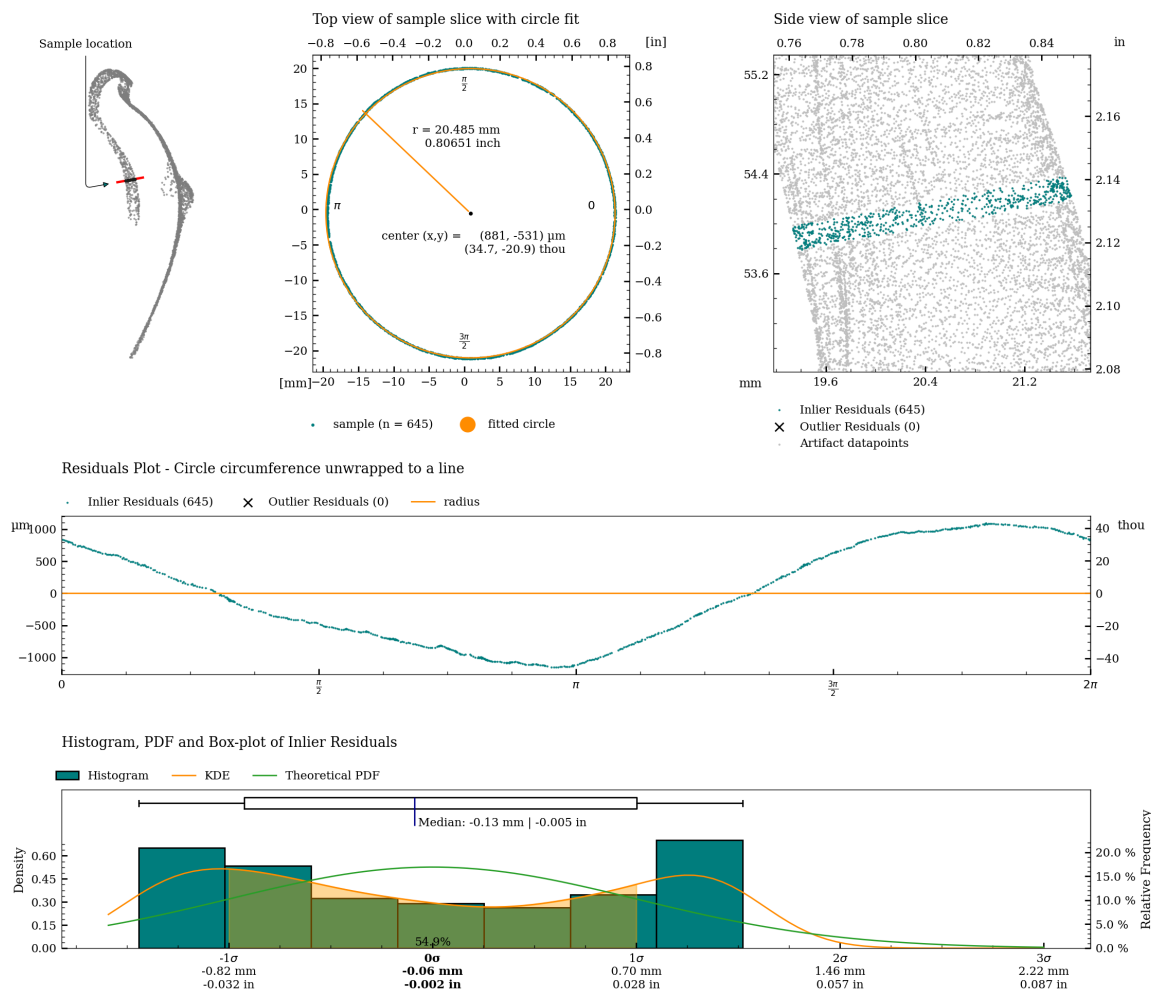 Sample location
Top view of sample slice with circle fit
−0.8 −0.6 −0.4 −0.2 0.0 0.2 0.4 0.6 0.8 [in]
20
15
10
5
0
−5
−10
−15
−20
0.8
0.6
0.4
0.2
0.0
−0.2
−0.4
−0.6
−0.8
π/2
r = 20.485 mm
0.80651 inch
π
0
center (x,y) = (881, -531) µm
(34.7, -20.9) thou
3π/2
[mm] −20 −15 −10 −5 0 5 10 15 20
sample (n = 645) fitted circle
Side view of sample slice
0.76 0.78 0.80 0.82 0.84 in
55.2
54.4
53.6
2.16
2.14
2.12
2.10
2.08
mm 19.6 20.4 21.2
Inlier Residuals (645)
Outlier Residuals (0)
Artifact datapoints
Residuals Plot - Circle circumference unwrapped to a line
Inlier Residuals (645) Outlier Residuals (0) radius
µm
1000
500
0
−500
−1000
thou
40
20
0
−20
−40
0 π/2 π 3π/2 2π
Histogram, PDF and Box-plot of Inlier Residuals
Histogram KDE Theoretical PDF
Median: -0.13 mm | -0.005 in
Density
0.60
0.45
0.30
0.15
0.00
Relative Frequency
20.0 %
15.0 %
10.0 %
5.0 %
0.0 %
54.9%
-1σ 0σ 1σ 2σ 3σ
-0.82 mm -0.06 mm 0.70 mm 1.46 mm 2.22 mm
-0.032 in -0.002 in 0.028 in 0.057 in 0.087 in